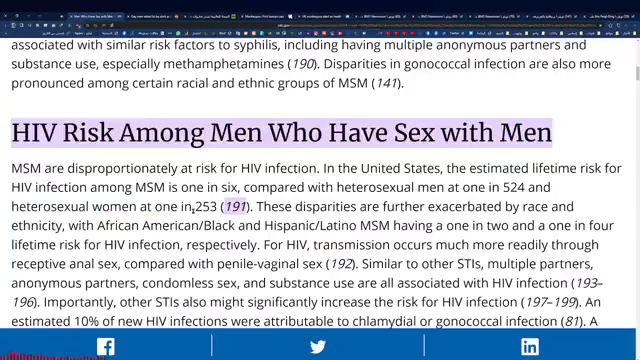 associated with similar risk factors to syphilis, including having multiple anonymous partners and
substance use, especially methamphetamines (190). Disparities in gonococcal infection are also more
pronounced among certain racial and ethnic groups of MSM (141).
HIV Risk Among Men Who Have Sex with Men
MSM are disproportionately at risk for HIV infection. In the United States, the estimated lifetime risk for
HIV infection among MSM is one in six, compared with heterosexual men at one in 524 and
heterosexual women at one in 253 (191). These disparities are further exacerbated by race and
ethnicity, with African American/Black and Hispanic/Latino MSM having a one in two and a one in four
lifetime risk for HIV infection, respectively. For HIV, transmission occurs much more readily through
receptive anal sex, compared with penile-vaginal sex (192). Similar to other STIs, multiple partners,
anonymous partners, condomless sex, and substance use are all associated with HIV infection (193–
196). Importantly, other STIs also might significantly increase the risk for HIV infection (197–199). An
estimated 10% of new HIV infections were attributable to chlamydial or gonococcal infection (81). A